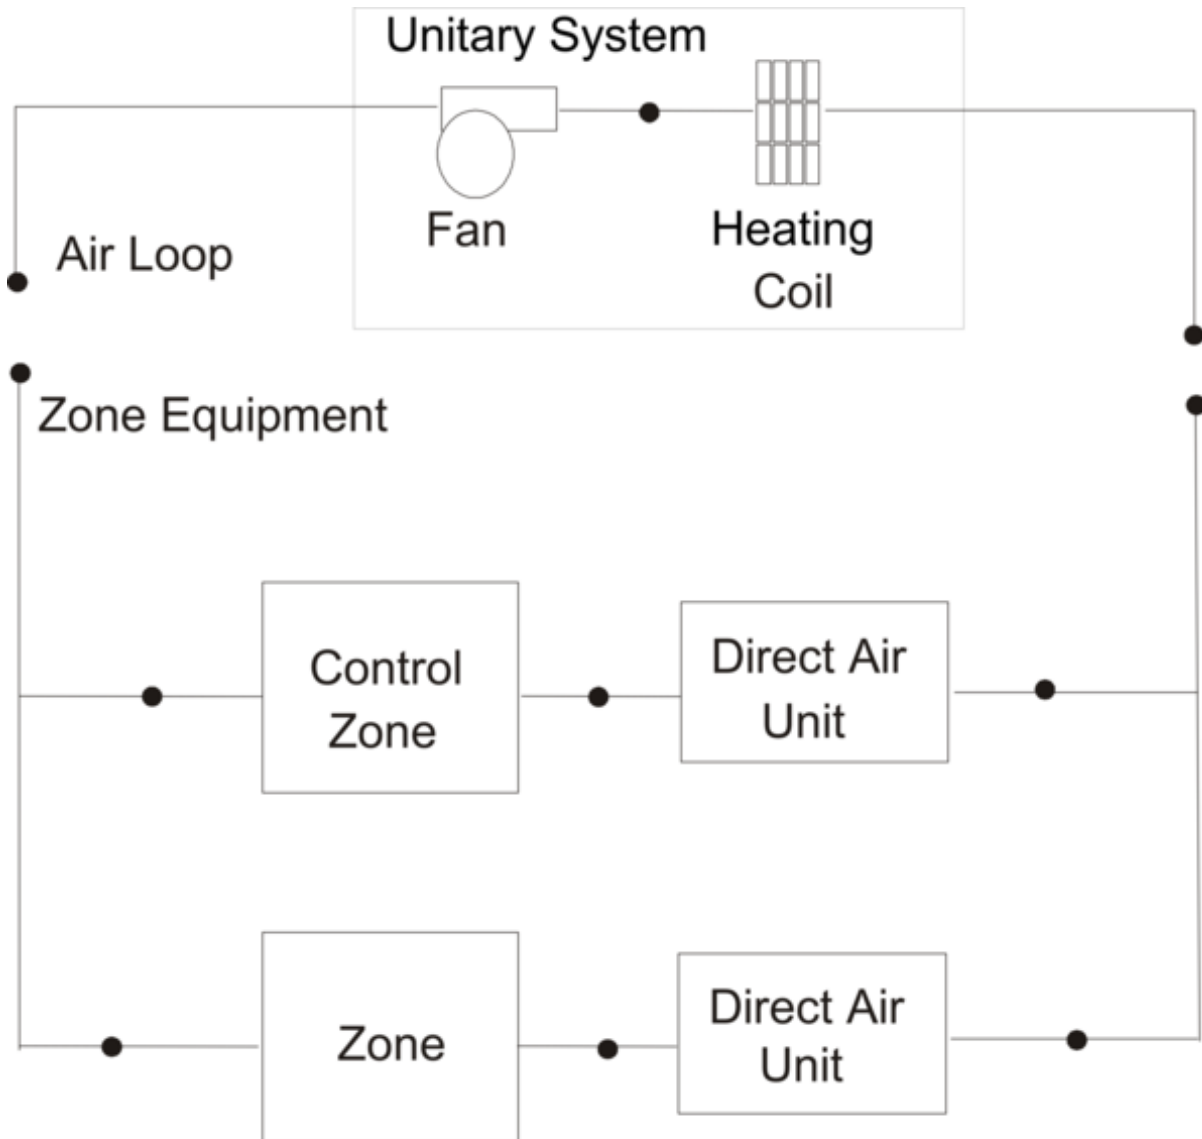 Unitary System
Fan
Heating
Coil
Air Loop
Zone Equipment
Control
Zone
Direct Air
Unit
Zone
Direct Air
Unit